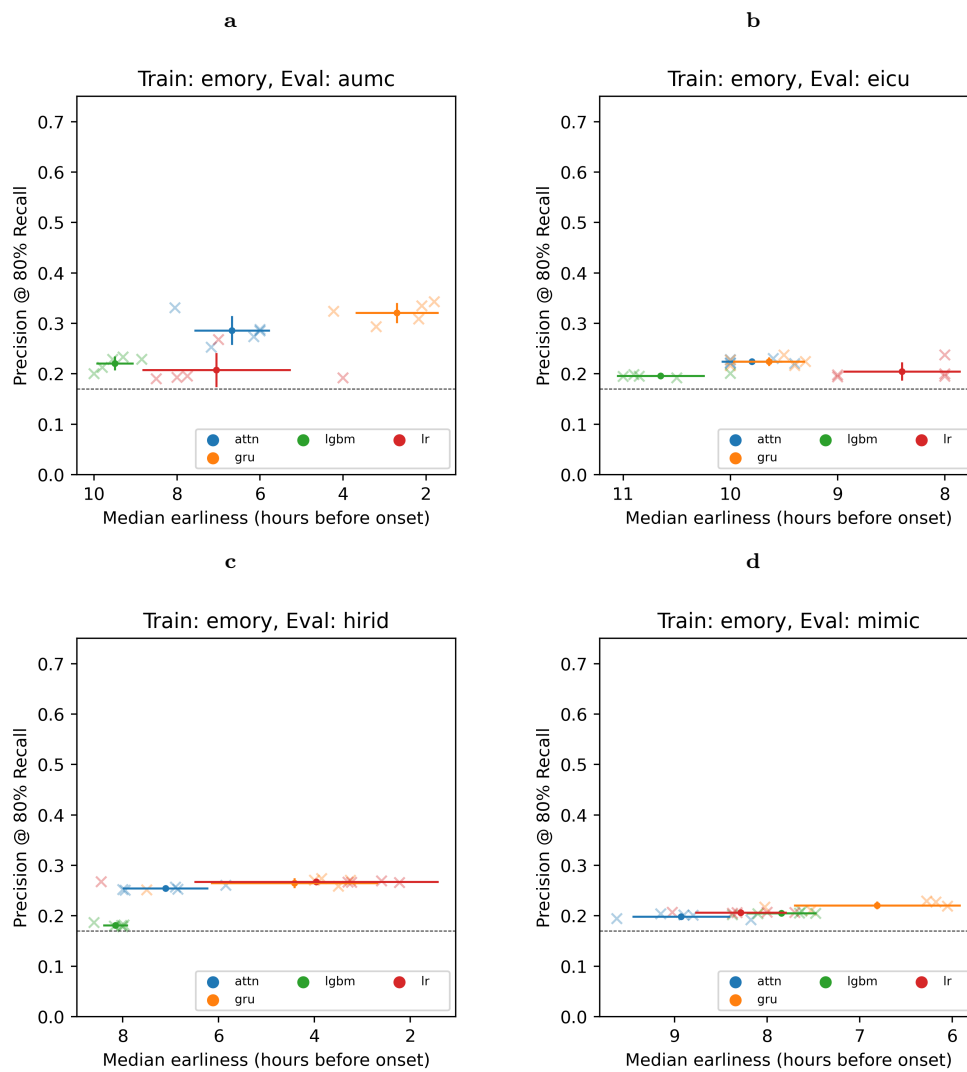 a
Train: emory, Eval: aumc
Precision @ 80% Recall
0.7
0.6
0.5
0.4
0.3
0.2
0.1
0.0
attn lgbm lr
gru
10 8 6 4 2
Median earliness (hours before onset)
b
Train: emory, Eval: eicu
Precision @ 80% Recall
0.7
0.6
0.5
0.4
0.3
0.2
0.1
0.0
attn lgbm lr
gru
11 10 9 8
Median earliness (hours before onset)
c
Train: emory, Eval: hirid
Precision @ 80% Recall
0.7
0.6
0.5
0.4
0.3
0.2
0.1
0.0
attn lgbm lr
gru
8 6 4 2
Median earliness (hours before onset)
d
Train: emory, Eval: mimic
Precision @ 80% Recall
0.7
0.6
0.5
0.4
0.3
0.2
0.1
0.0
attn lgbm lr
gru
9 8 7 6
Median earliness (hours before onset)